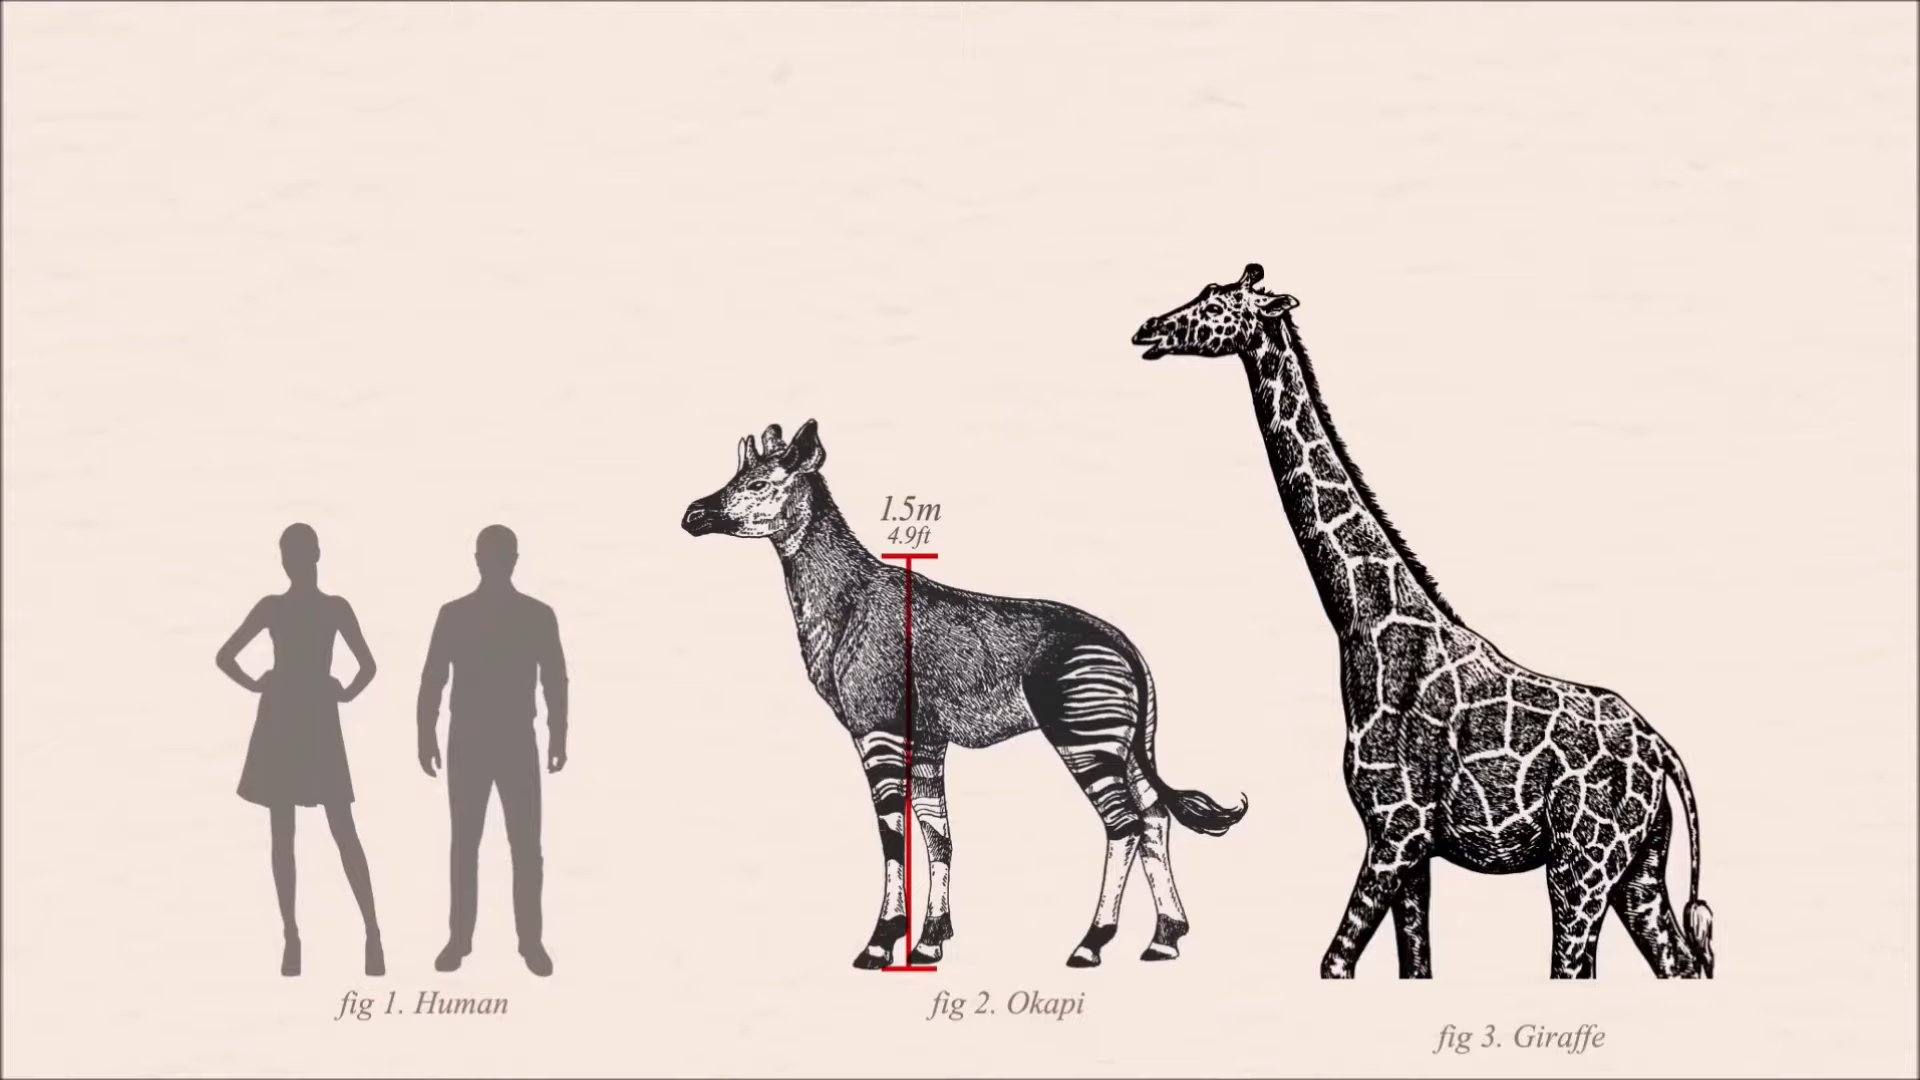 1.5m
4.9ft
fig 1. Human
fig 2. Okapi
fig 3. Giraffe